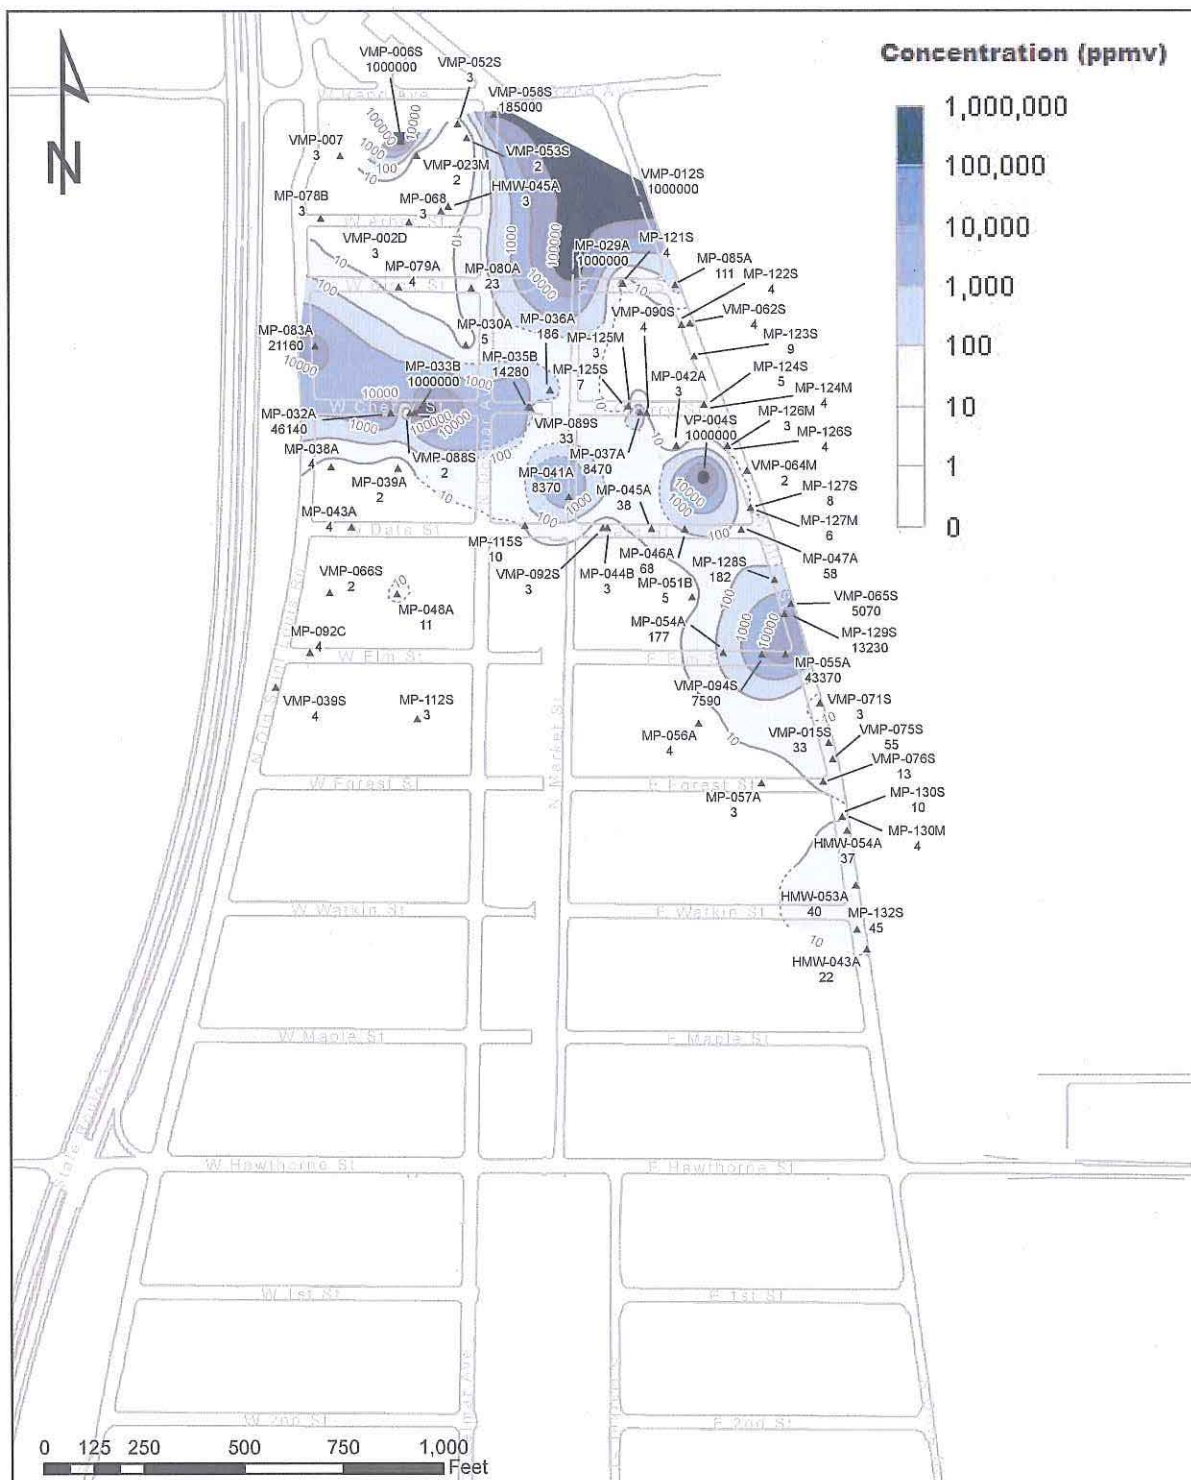 Concentration (ppmv)
1,000,000
100,000
10,000
1,000
100
10
1
0
N
VMP-006S
1000000
VMP-052S
3
VMP-058S
185000
VMP-007
3
VMP-023M
2
VMP-053S
2
VMP-012S
1000000
MP-078B
3
MP-068
3
HMW-045A
3
VMP-002D
3
MP-029A
1000000
MP-121S
4
MP-085A
111
MP-079A
4
MP-080A
23
MP-122S
4
VMP-062S
4
MP-083A
21160
MP-030A
5
MP-036A
186
VMP-090S
4
MP-125M
3
MP-123S
9
MP-033B
1000000
MP-035B
14280
MP-125S
7
MP-042A
3
MP-124S
5
MP-124M
4
MP-032A
46140
W Cherry St
VMP-089S
33
VP-004S
1000000
MP-126M
3
MP-126S
4
MP-038A
4
VMP-088S
2
MP-037A
8470
VMP-064M
2
MP-039A
2
MP-041A
8370
MP-045A
38
MP-127S
8
MP-127M
6
MP-043A
4
W Date St
MP-115S
10
VMP-092S
3
MP-044B
3
MP-046A
68
MP-047A
58
VMP-066S
2
MP-048A
11
MP-051B
5
MP-128S
182
VMP-065S
5070
MP-129S
13230
MP-092C
4
W Elm St
MP-054A
177
E Elm St
MP-055A
43370
VMP-094S
7590
VMP-039S
4
MP-112S
3
VMP-071S
3
MP-056A
4
VMP-015S
33
VMP-075S
55
VMP-076S
13
W Forest St
N Market St
E Forest St
MP-057A
3
MP-130S
10
MP-130M
4
HMW-054A
37
HMW-053A
40
MP-132S
45
W Watkin St
E Watkin St
HMW-043A
22
W Maple St
E Maple St
State Route
W Hawthorne St
E Hawthorne St
W 1st St
E 1st St
W 2nd St
E 2nd St
0 125 250 500 750 1,000
Feet